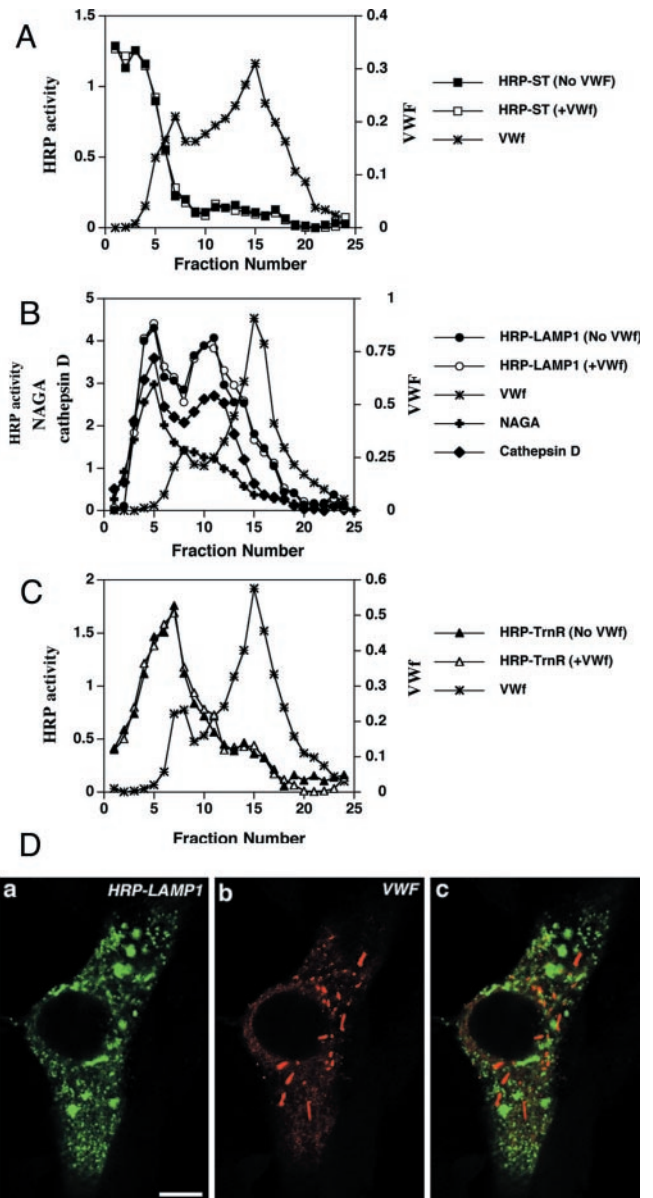 A
HRP activity
1.5
1
0.5
0
0.4
0.3
0.2
0.1
0
VWF
0 5 10 15 20 25
Fraction Number
HRP-ST (No VWF)
HRP-ST (+VWf)
VWf
B
HRP activity
NAGA
cathepsin D
5
4
3
2
1
0
1
0.75
0.5
0.25
0
VWF
0 5 10 15 20 25
Fraction Number
HRP-LAMP1 (No VWf)
HRP-LAMP1 (+VWf)
VWf
NAGA
Cathepsin D
C
HRP activity
2
1.5
1
0.5
0
0.6
0.5
0.4
0.3
0.2
0.1
0
VWf
0 5 10 15 20 25
Fraction Number
HRP-TrnR (No VWf)
HRP-TrnR (+VWf)
VWf
D
a HRP-LAMP1
b VWF
c